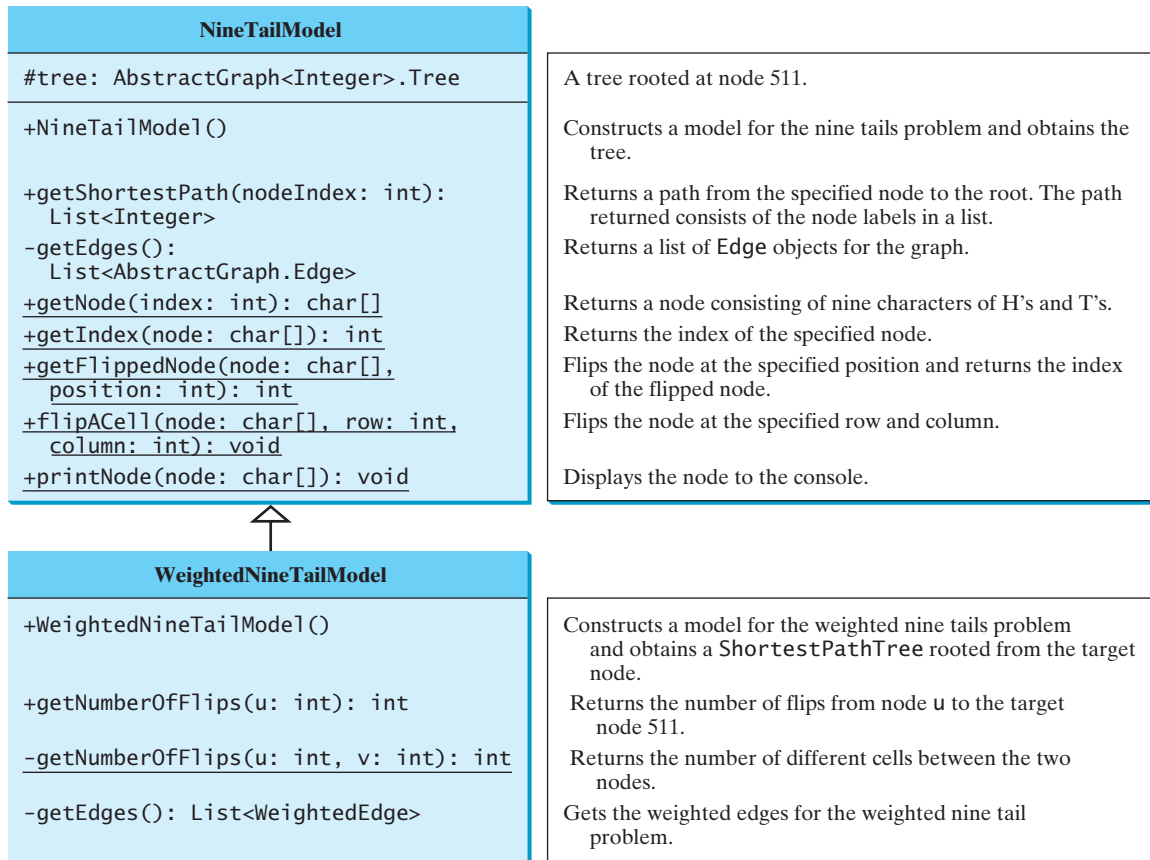 NineTailModel
#tree: AbstractGraph<Integer>.Tree
A tree rooted at node 511.
+NineTailModel()
Constructs a model for the nine tails problem and obtains the
tree.
+getShortestPath(nodeIndex: int):
List<Integer>
Returns a path from the specified node to the root. The path
returned consists of the node labels in a list.
-getEdges():
List<AbstractGraph.Edge>
Returns a list of Edge objects for the graph.
+getNode(index: int): char[]
Returns a node consisting of nine characters of H's and T's.
+getIndex(node: char[]): int
Returns the index of the specified node.
+getFlippedNode(node: char[],
position: int): int
Flips the node at the specified position and returns the index
of the flipped node.
+flipACell(node: char[], row: int,
column: int): void
Flips the node at the specified row and column.
+printNode(node: char[]): void
Displays the node to the console.
WeightedNineTailModel
+WeightedNineTailModel()
Constructs a model for the weighted nine tails problem
and obtains a ShortestPathTree rooted from the target
node.
+getNumberOfFlips(u: int): int
Returns the number of flips from node u to the target
node 511.
-getNumberOfFlips(u: int, v: int): int
Returns the number of different cells between the two
nodes.
-getEdges(): List<WeightedEdge>
Gets the weighted edges for the weighted nine tail
problem.